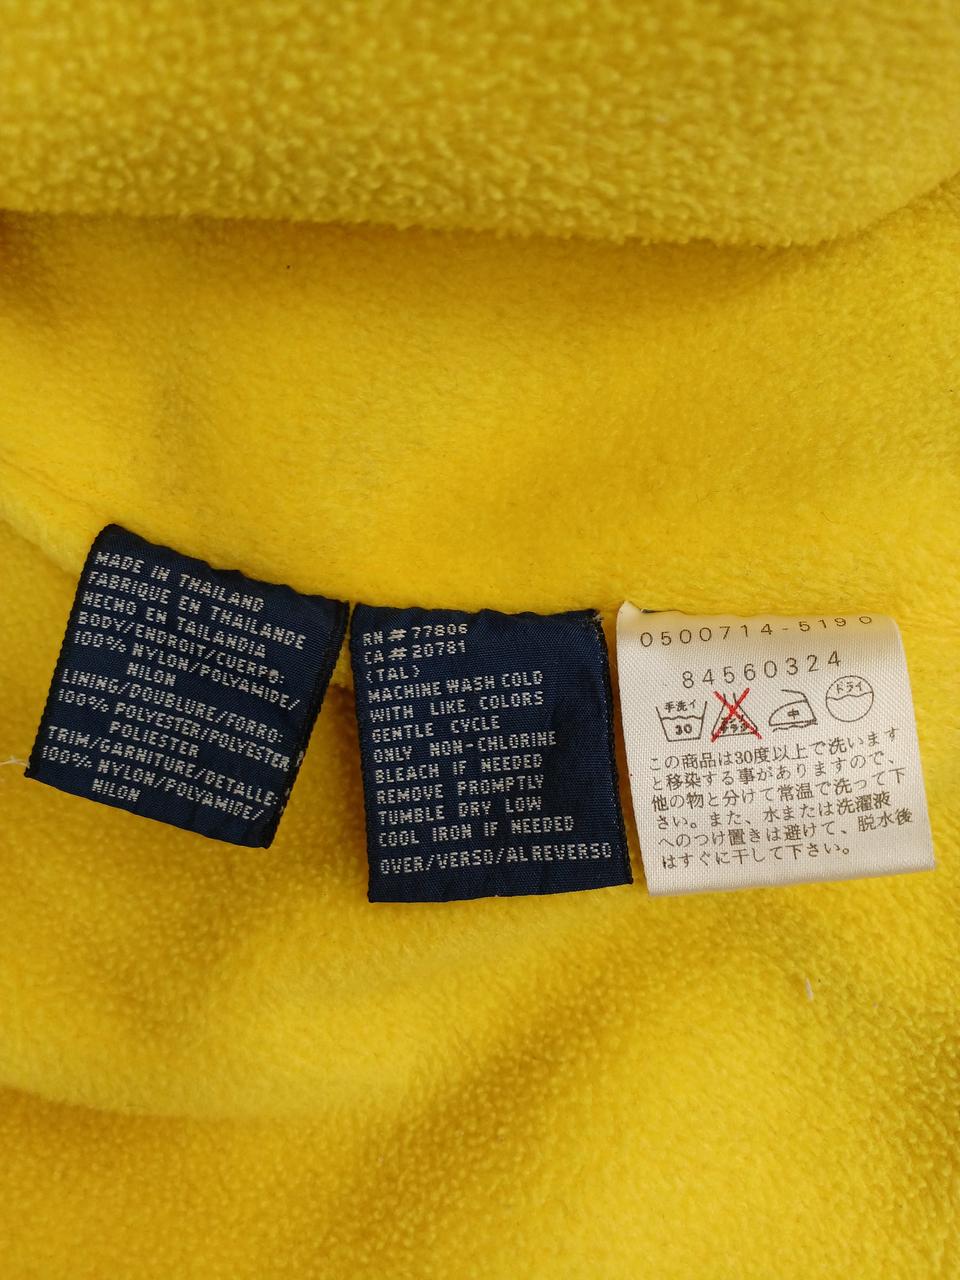 MADE IN THAILAND
FABRIQUE EN THAILANDE
HECHO EN TAILANDIA
BODY/ENDROIT/CUERPO:
100% NYLON/POLYAMIDE/
NILON
LINING/DOUBLURE/FORRO:
100% POLYESTER/POLYESTER/
POLIESTER
TRIM/GARNITURE/DETALLE:
100% NYLON/POLYAMIDE/
NILON
RN # 77806
CA # 20781
(TAL)
MACHINE WASH COLD
WITH LIKE COLORS
GENTLE CYCLE
ONLY NON-CHLORINE
BLEACH IF NEEDED
REMOVE PROMPTLY
TUMBLE DRY LOW
COOL IRON IF NEEDED
OVER/VERSO/AL REVERSO
0500714-5190
84560324
手洗イ
30
中
ドライ
この商品は30度以上で洗います
と移染する事がありますので、
他の物と分けて常温で洗って下
さい。また、水または洗濯液
へのつけ置きは避けて、脱水後
はすぐに干して下さい。